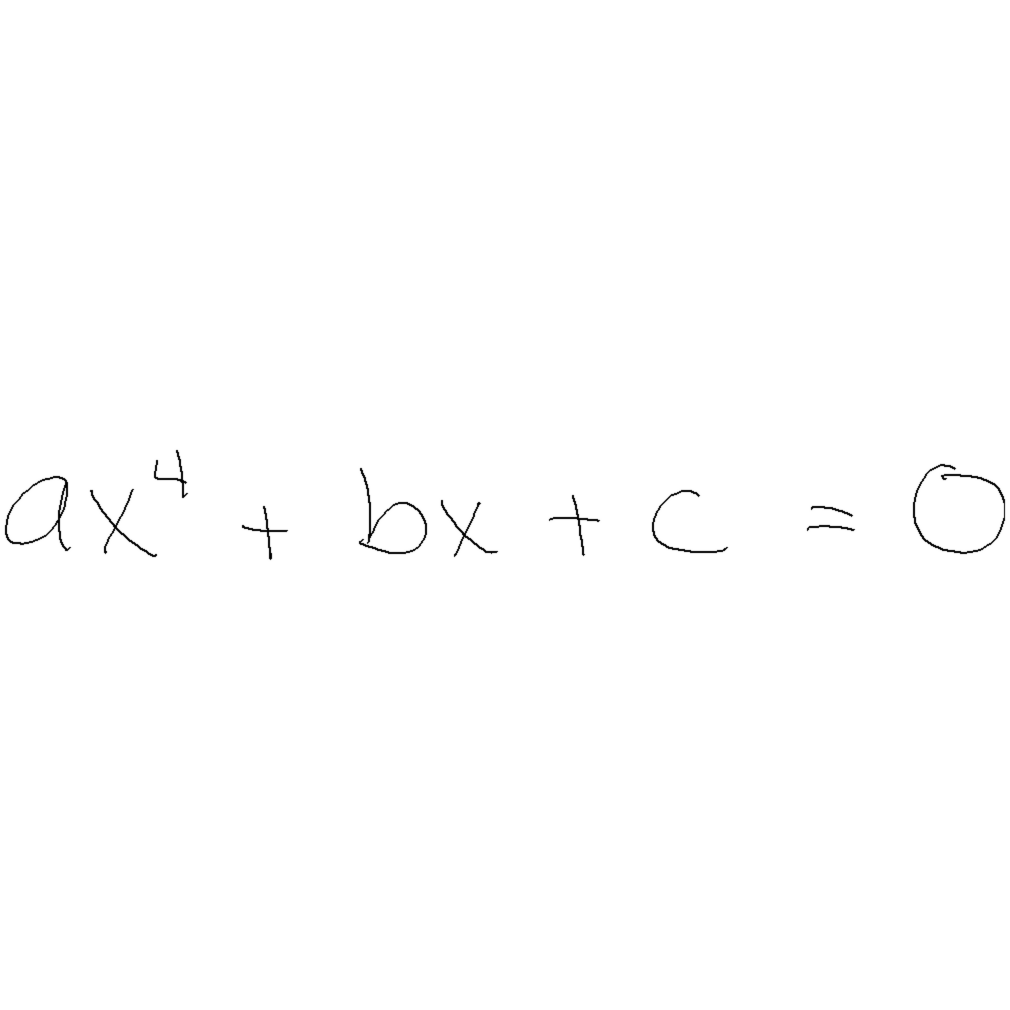 ax⁴ + bx + c = 0